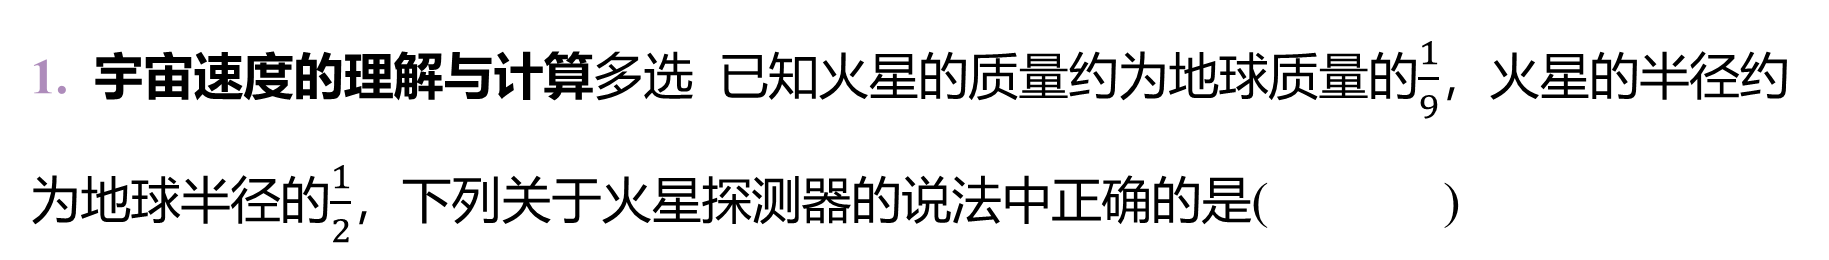 1. 宇宙速度的理解与计算多选 已知火星的质量约为地球质量的1/9，火星的半径约
为地球半径的1/2，下列关于火星探测器的说法中正确的是( )